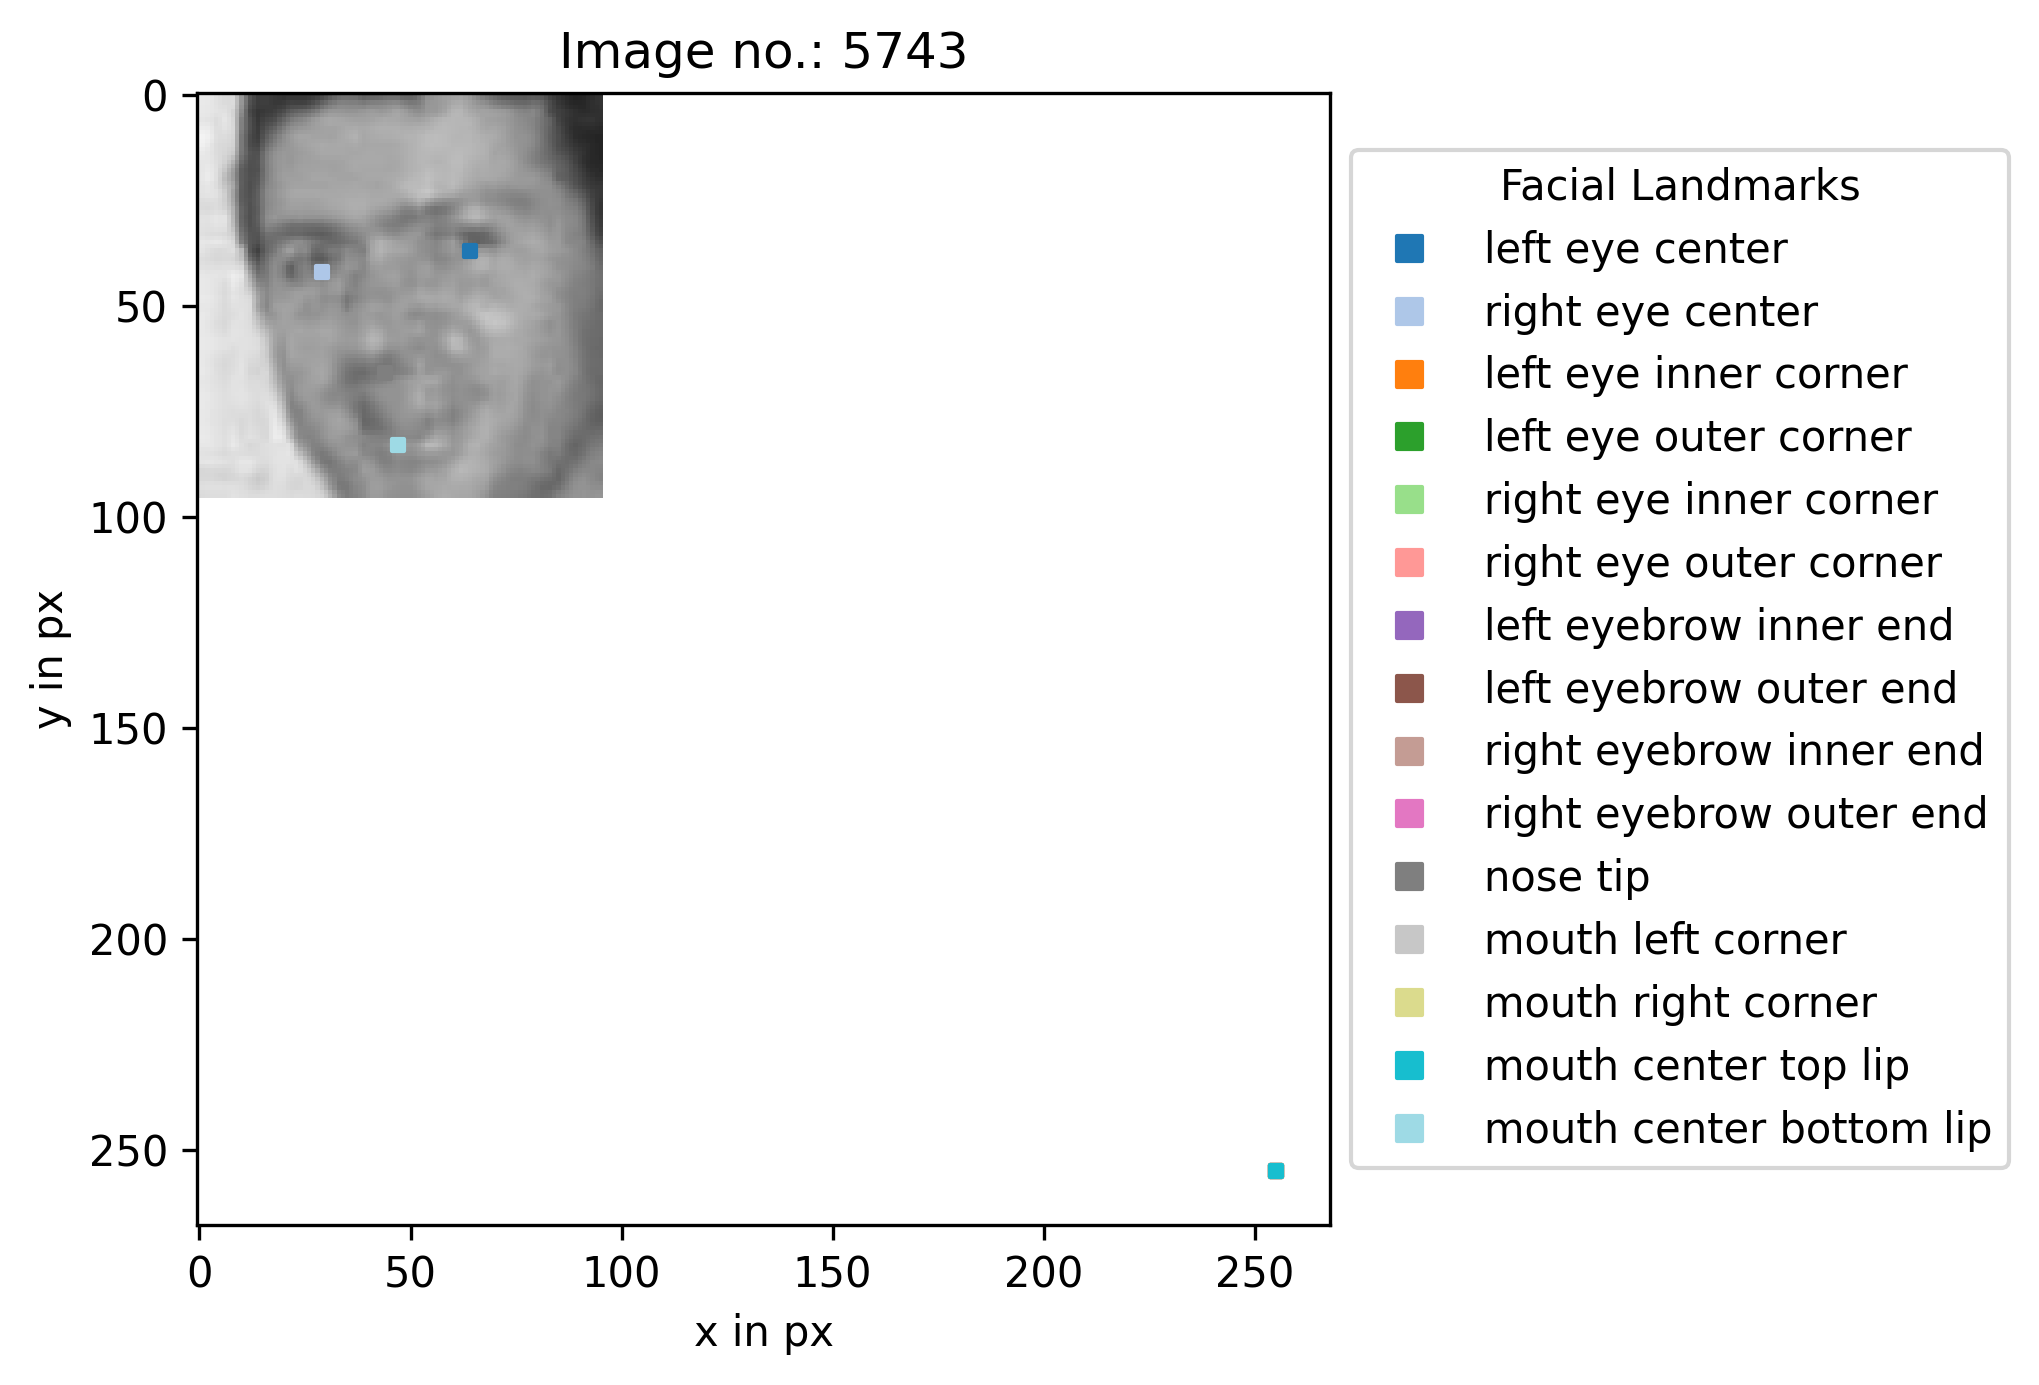 Image no.: 5743
0
50
100
150
200
250
y in px
0 50 100 150 200 250
x in px
Facial Landmarks
left eye center
right eye center
left eye inner corner
left eye outer corner
right eye inner corner
right eye outer corner
left eyebrow inner end
left eyebrow outer end
right eyebrow inner end
right eyebrow outer end
nose tip
mouth left corner
mouth right corner
mouth center top lip
mouth center bottom lip